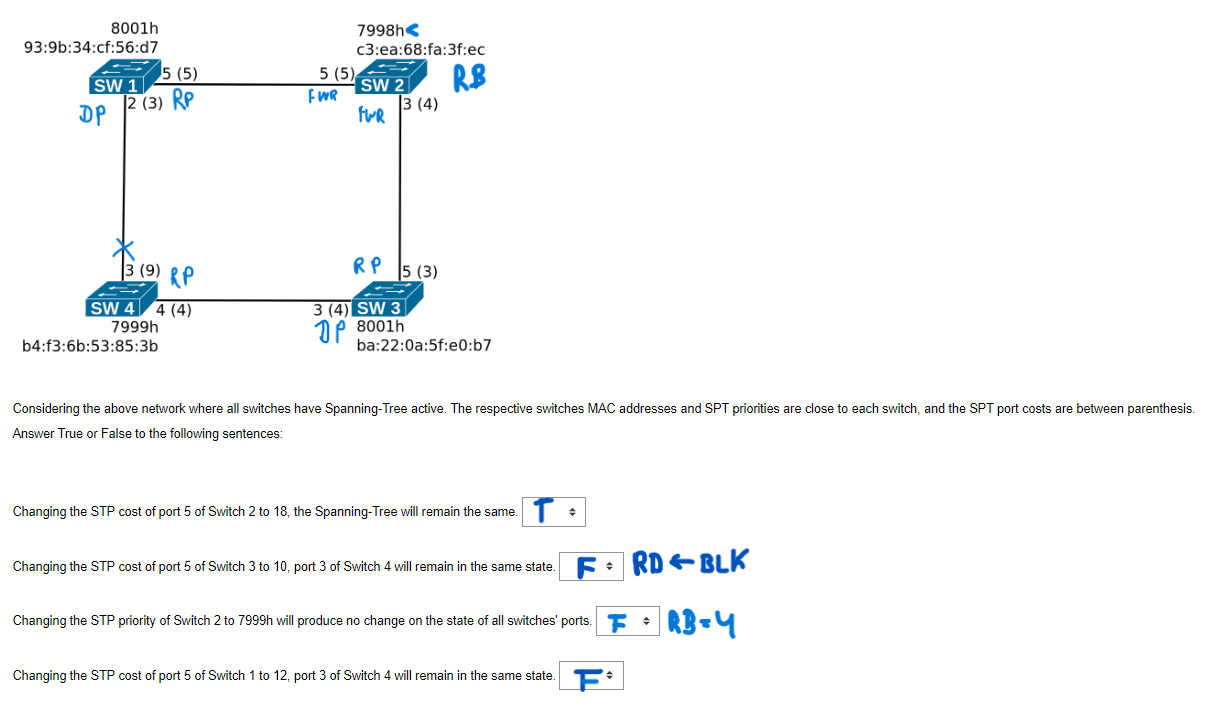 8001h
93:9b:34:cf:56:d7
7998h<
c3:ea:68:fa:3f:ec
SW 1
5 (5)
5 (5)
SW 2
RB
DP
2 (3)
RP
FWR
FWR
3 (4)
X
3 (9)
RP
RP
5 (3)
SW 4
4 (4)
3 (4)
SW 3
7999h
DP
8001h
b4:f3:6b:53:85:3b
ba:22:0a:5f:e0:b7
Considering the above network where all switches have Spanning-Tree active. The respective switches MAC addresses and SPT priorities are close to each switch, and the SPT port costs are between parenthesis.
Answer True or False to the following sentences:
Changing the STP cost of port 5 of Switch 2 to 18, the Spanning-Tree will remain the same. T
Changing the STP cost of port 5 of Switch 3 to 10, port 3 of Switch 4 will remain in the same state. F RD ← BLK
Changing the STP priority of Switch 2 to 7999h will produce no change on the state of all switches' ports. F RB=4
Changing the STP cost of port 5 of Switch 1 to 12, port 3 of Switch 4 will remain in the same state. F